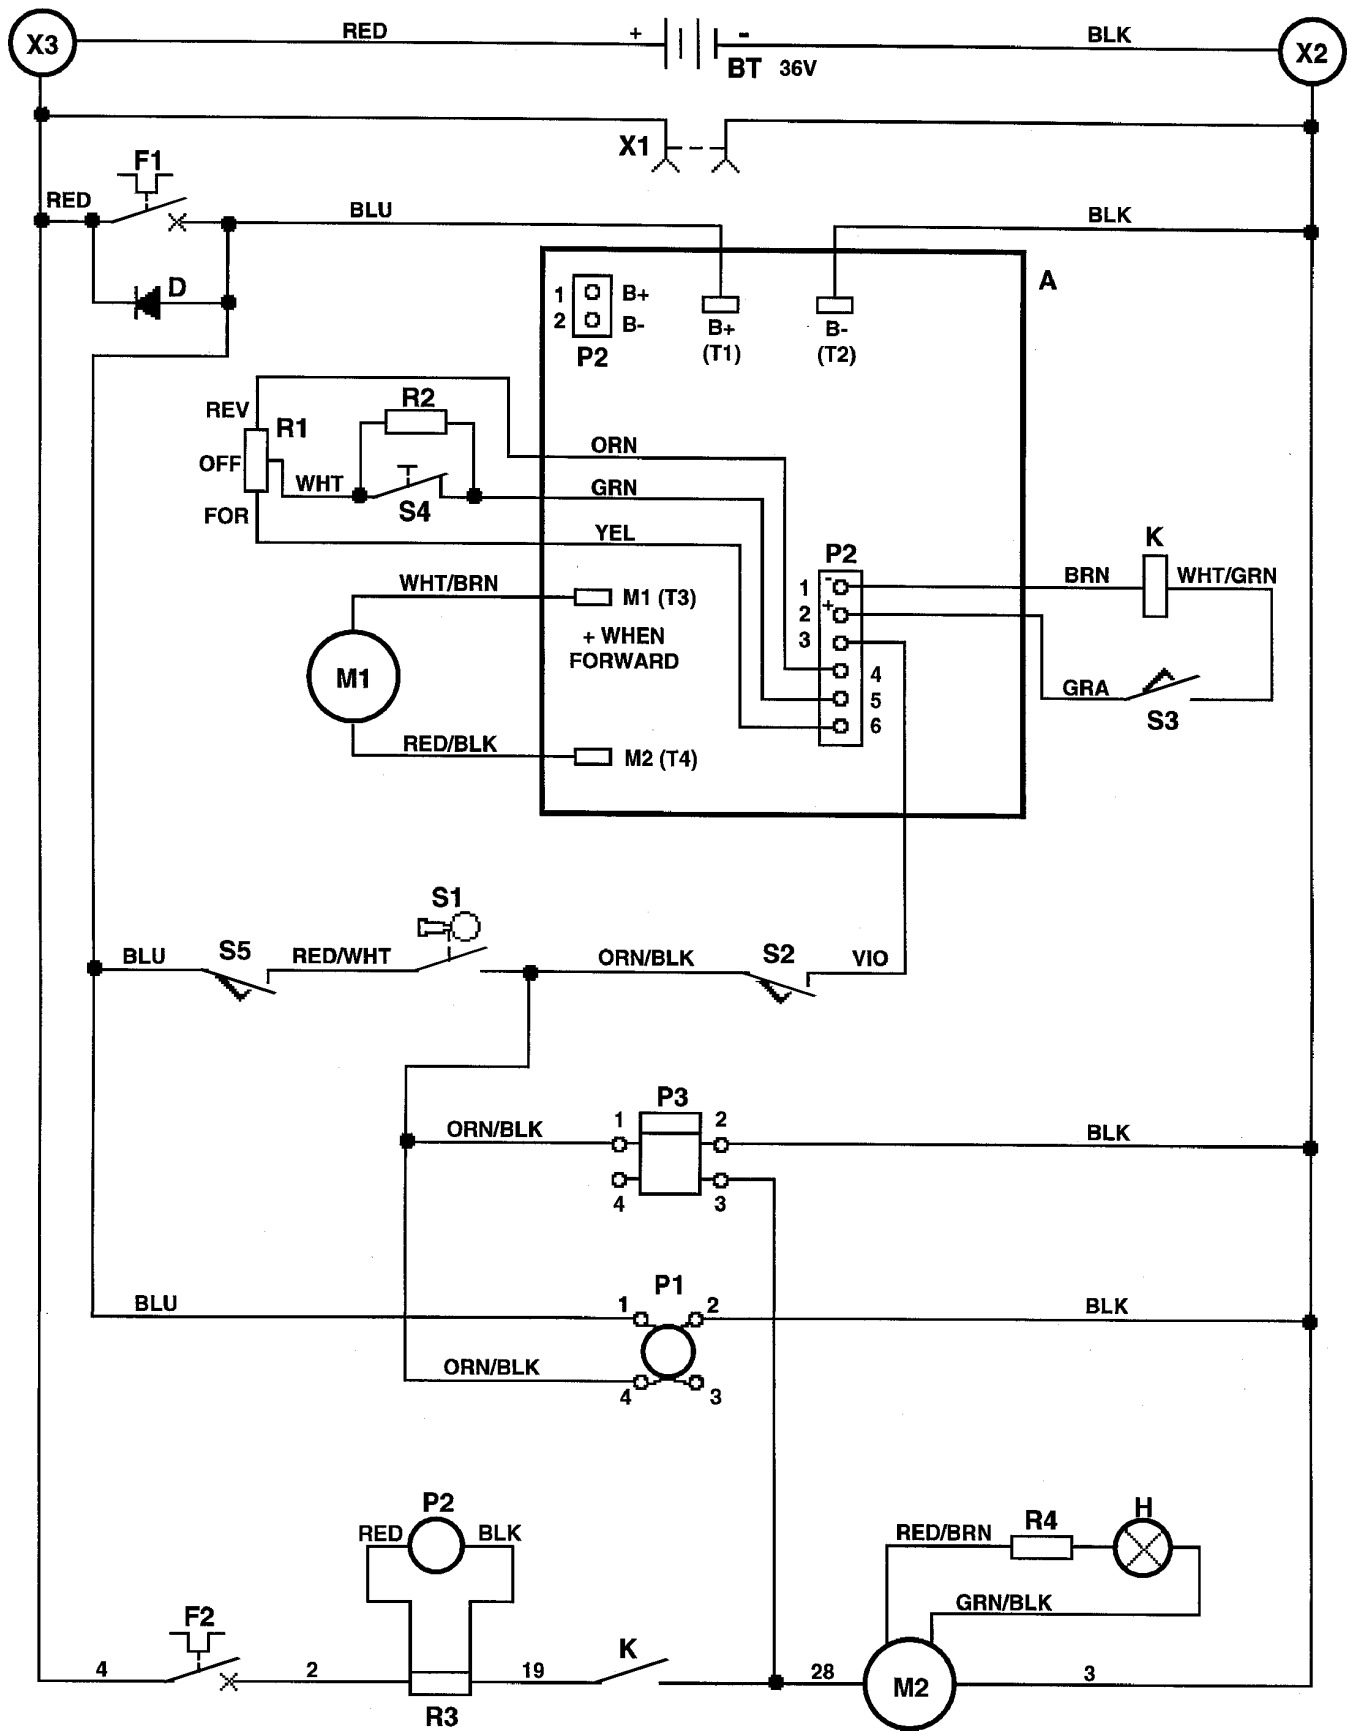 X3
RED
+
-
BLK
X2
BT 36V
X1
F1
RED
BLU
BLK
D
A
1 B+
2 B-
P2
B+
(T1)
B-
(T2)
REV
R1
R2
OFF
WHT
FOR
S4
ORN
GRN
YEL
P2
K
1 -
2 +
3
4
5
6
BRN
WHT/GRN
GRA
S3
WHT/BRN
M1 (T3)
+ WHEN
FORWARD
M1
RED/BLK
M2 (T4)
S1
BLU
S5
RED/WHT
ORN/BLK
S2
VIO
P3
1
2
ORN/BLK
BLK
4
3
P1
BLU
1
2
BLK
ORN/BLK
4
3
P2
RED
BLK
RED/BRN
R4
H
GRN/BLK
F2
K
4
2
19
28
M2
3
R3